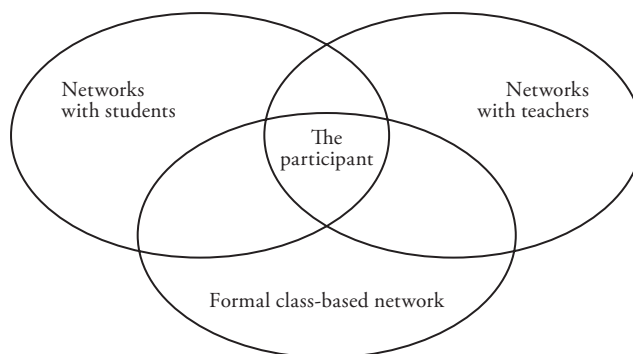 Networks
with students
Networks
with teachers
The
participant
Formal class-based network